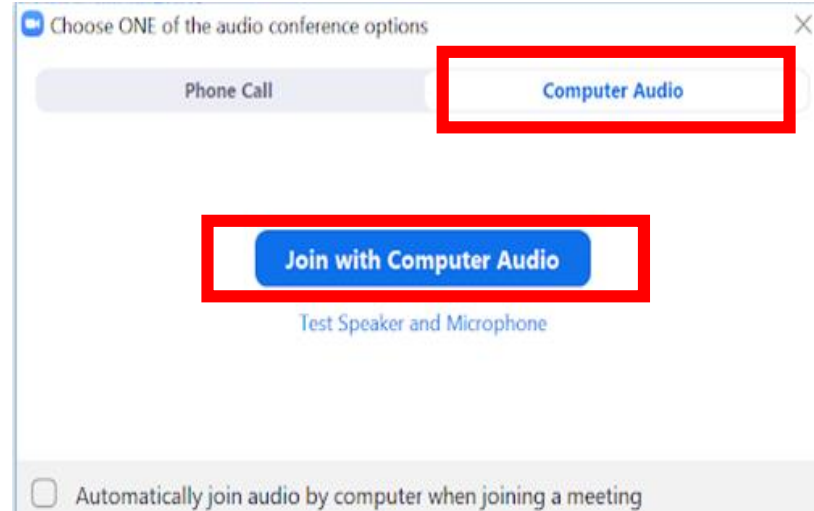 Choose ONE of the audio conference options
Phone Call Computer Audio
Join with Computer Audio
Test Speaker and Microphone
Automatically join audio by computer when joining a meeting